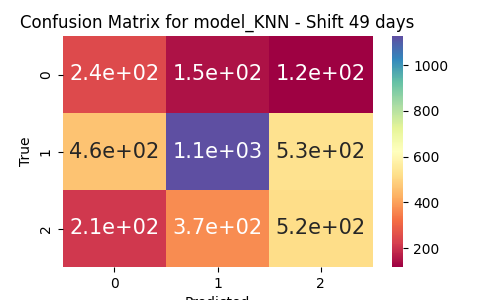 Confusion Matrix for model_KNN - Shift 49 days
0 2.4e+02 1.5e+02 1.2e+02
1 4.6e+02 1.1e+03 5.3e+02
2 2.1e+02 3.7e+02 5.2e+02
0 1 2
True
Predicted
1000
800
600
400
200